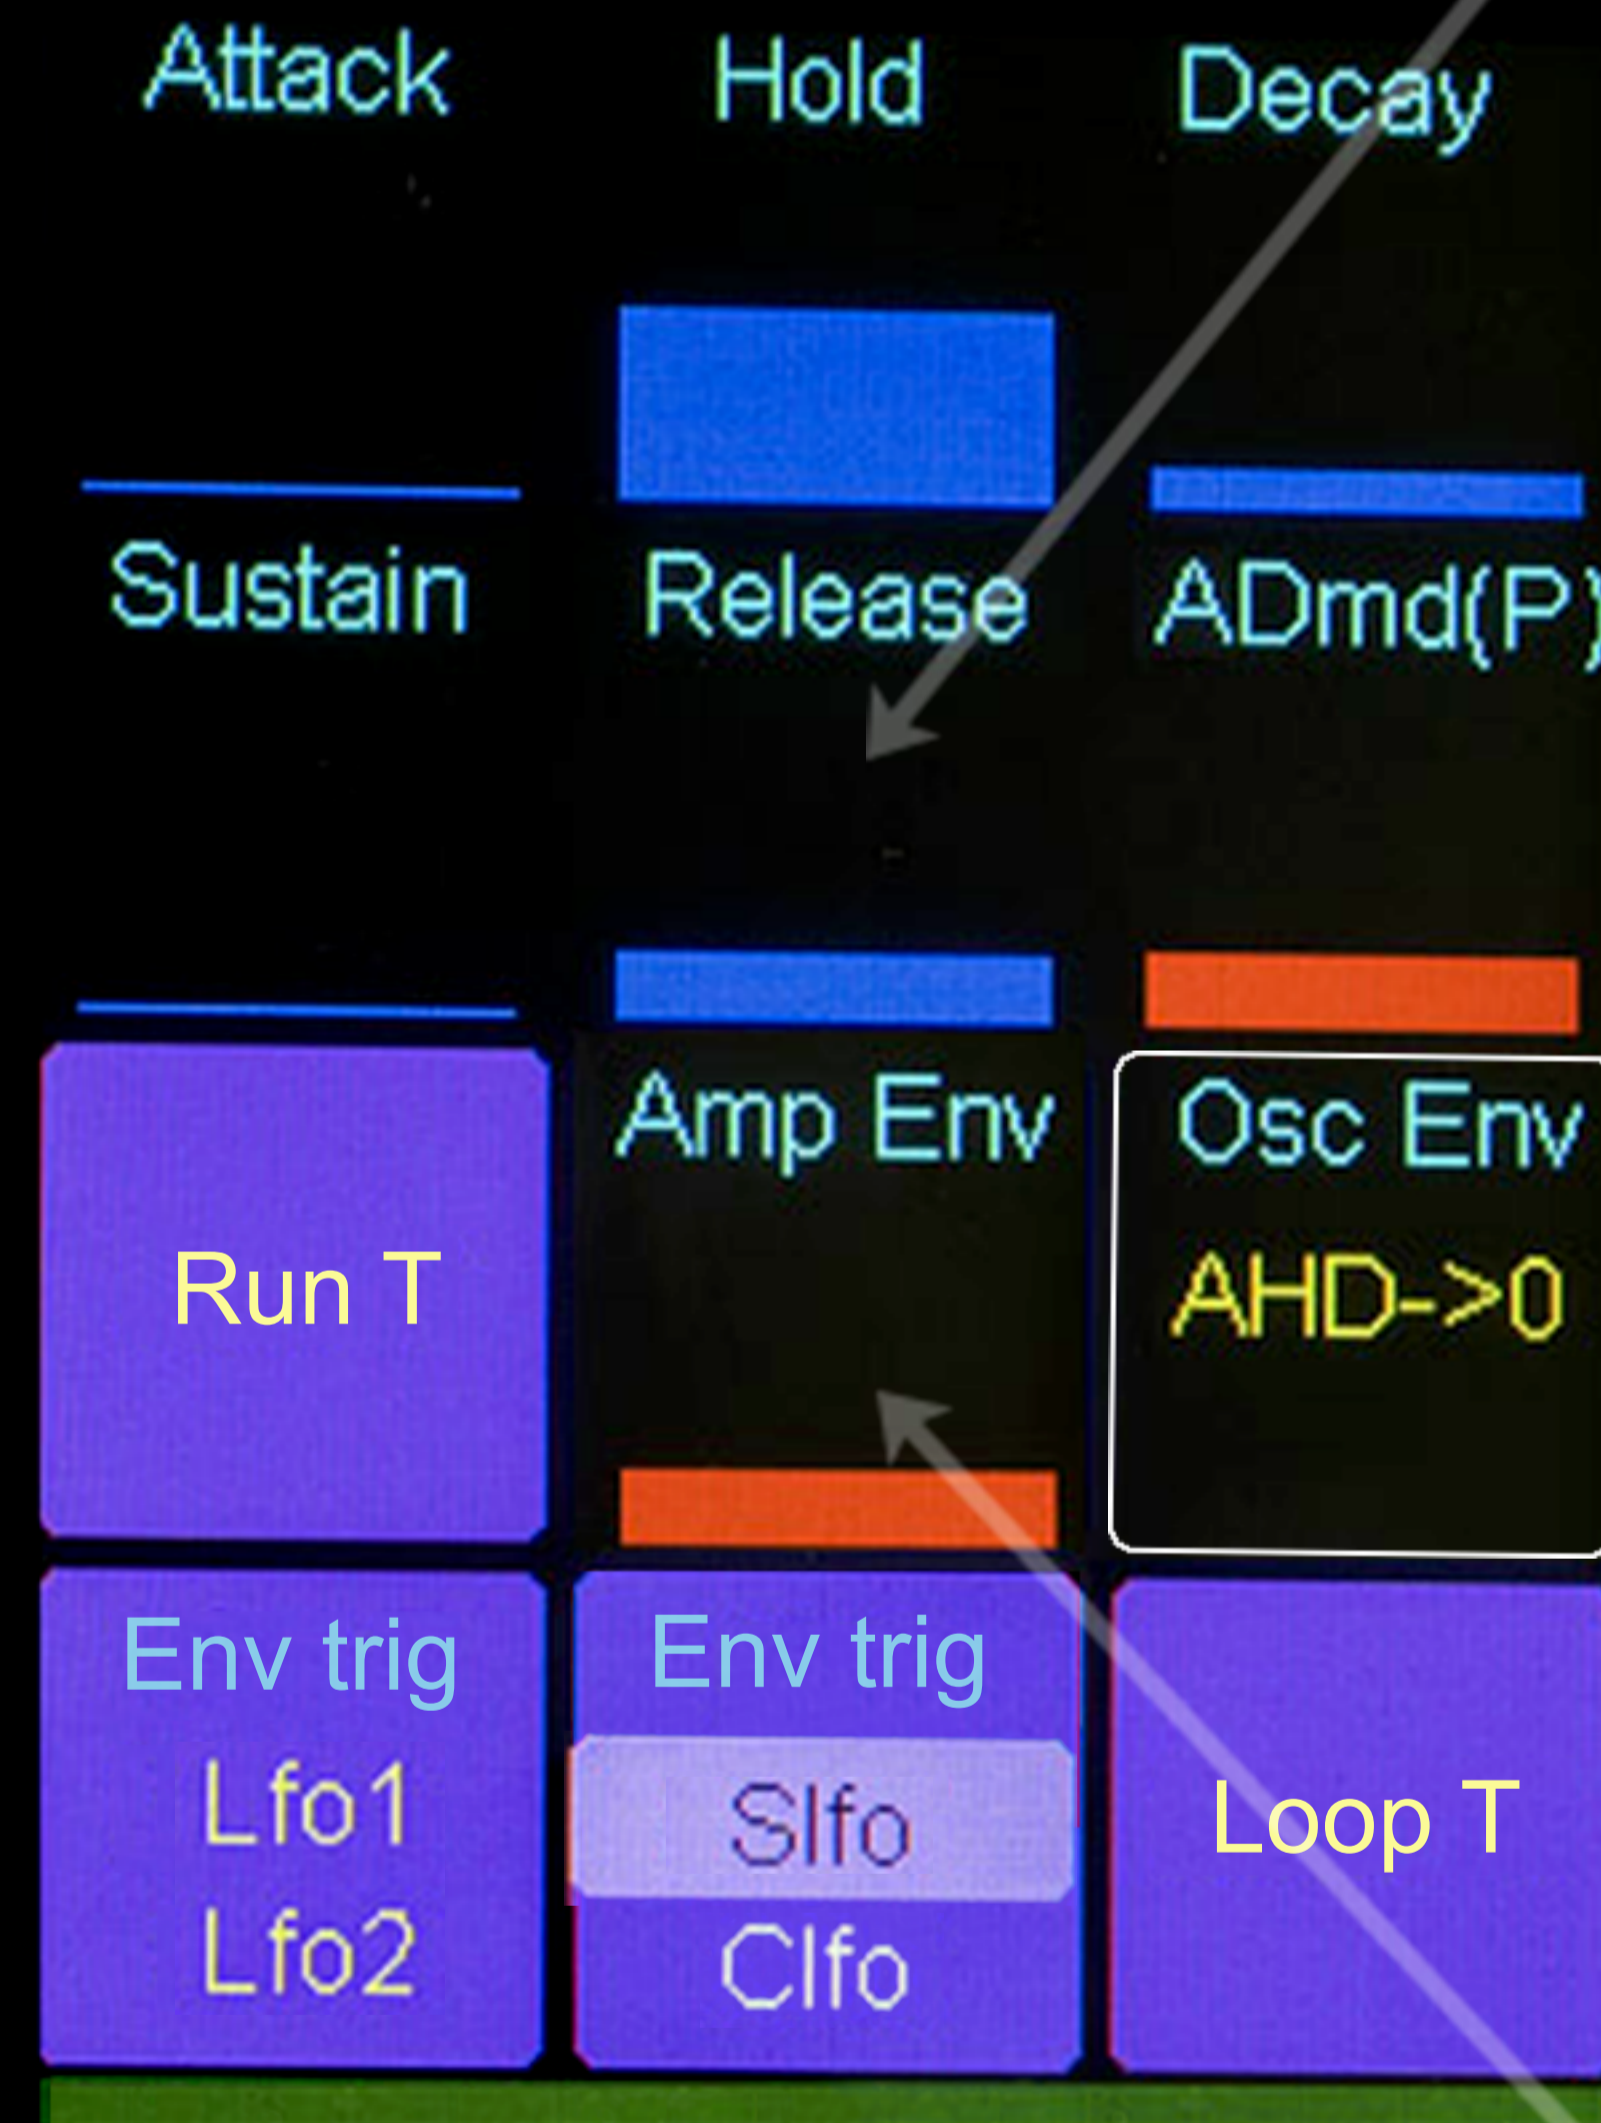 Attack Hold Decay
Sustain Release ADmd(P)
Amp Env Osc Env
Run T AHD->0
Env trig Env trig
Lfo1 Slfo Loop T
Lfo2 Clfo